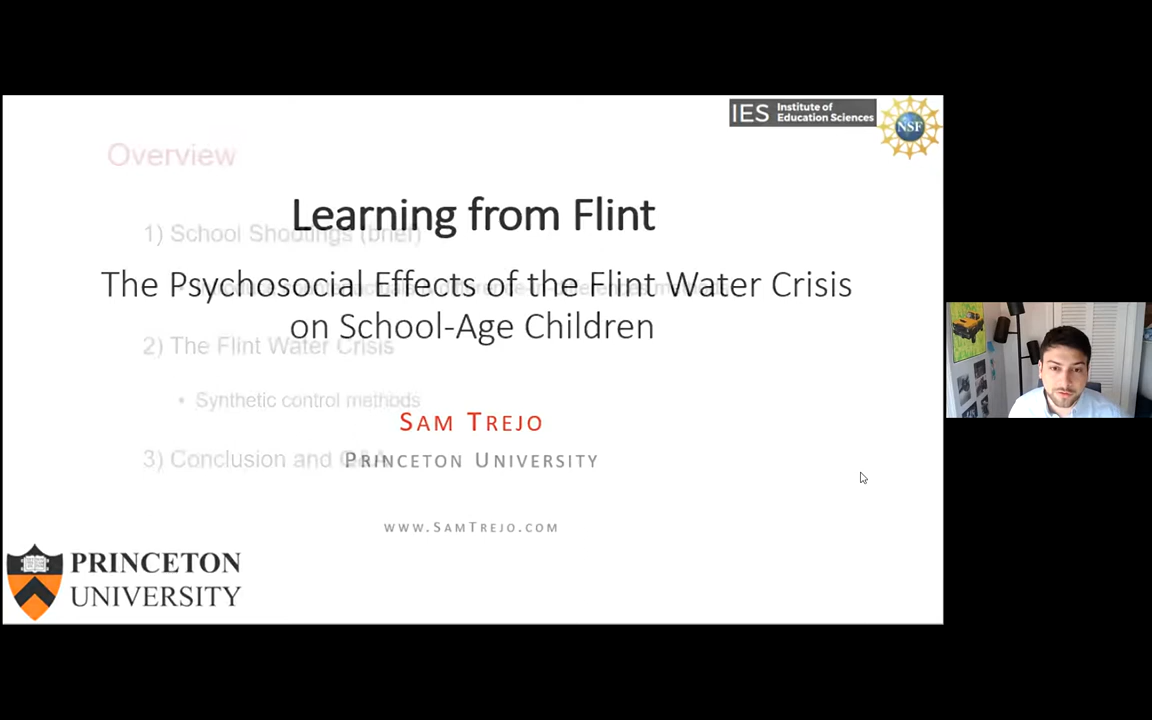 IES Institute of
Education Sciences
NSF
Overview
Learning from Flint
1) School Shootings (brief)
The Psychosocial Effects of the Flint Water Crisis
on School-Age Children
2) The Flint Water Crisis
• Synthetic control methods
SAM TREJO
3) Conclusion and
PRINCETON UNIVERSITY
WWW.SAMTREJO.COM
PRINCETON
UNIVERSITY